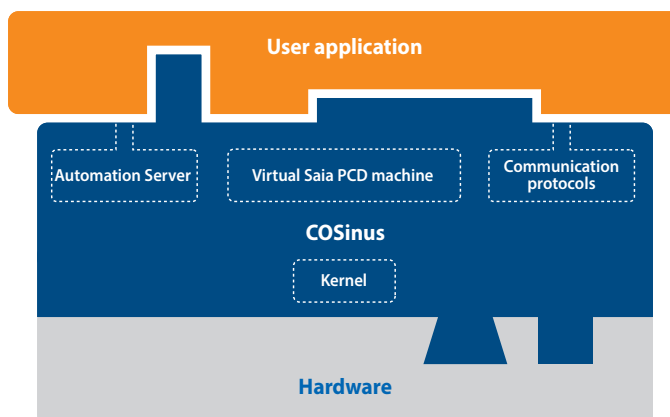 User application
Automation Server
Virtual Saia PCD machine
Communication
protocols
COSinus
Kernel
Hardware